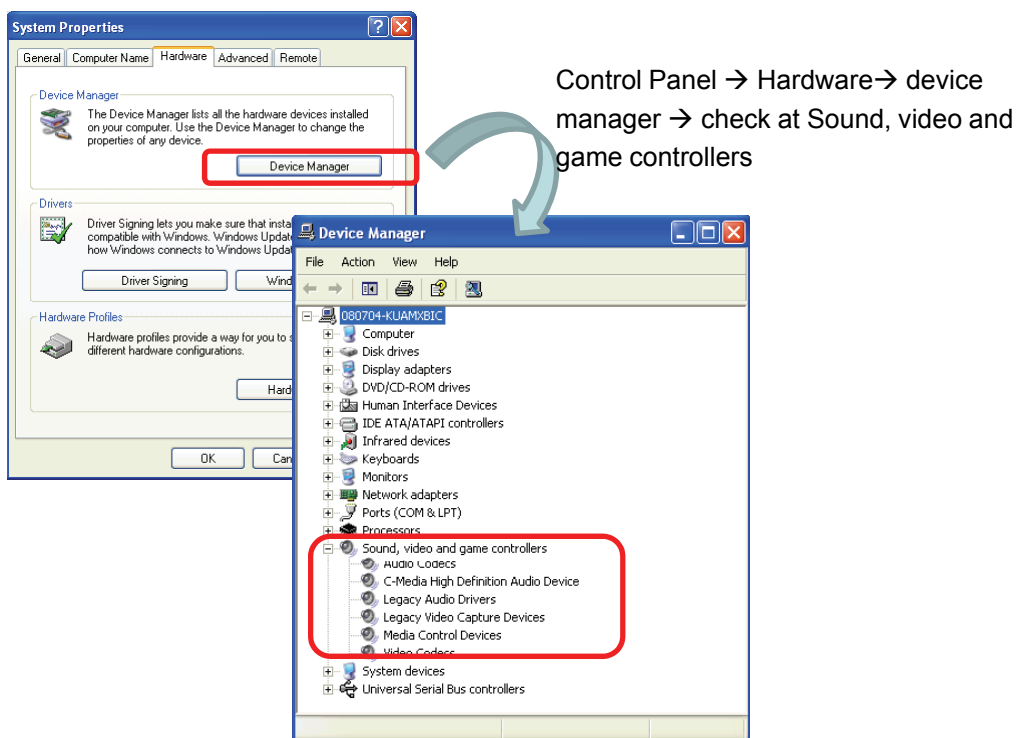 System Properties
General Computer Name Hardware Advanced Remote
Device Manager
The Device Manager lists all the hardware devices installed
on your computer. Use the Device Manager to change the
properties of any device.
Device Manager
Drivers
Driver Signing lets you make sure that insta
compatible with Windows. Windows Updat
how Windows connects to Windows Updat
Driver Signing Wind
Hardware Profiles
Hardware profiles provide a way for you to s
different hardware configurations.
Hard
OK Can
Control Panel → Hardware→ device
manager → check at Sound, video and
game controllers
Device Manager
File Action View Help
080704-KUAMXBIC
Computer
Disk drives
Display adapters
DVD/CD-ROM drives
Human Interface Devices
IDE ATA/ATAPI controllers
Infrared devices
Keyboards
Monitors
Network adapters
Ports (COM & LPT)
Processors
Sound, video and game controllers
Audio Codecs
C-Media High Definition Audio Device
Legacy Audio Drivers
Legacy Video Capture Devices
Media Control Devices
Video Codecs
System devices
Universal Serial Bus controllers